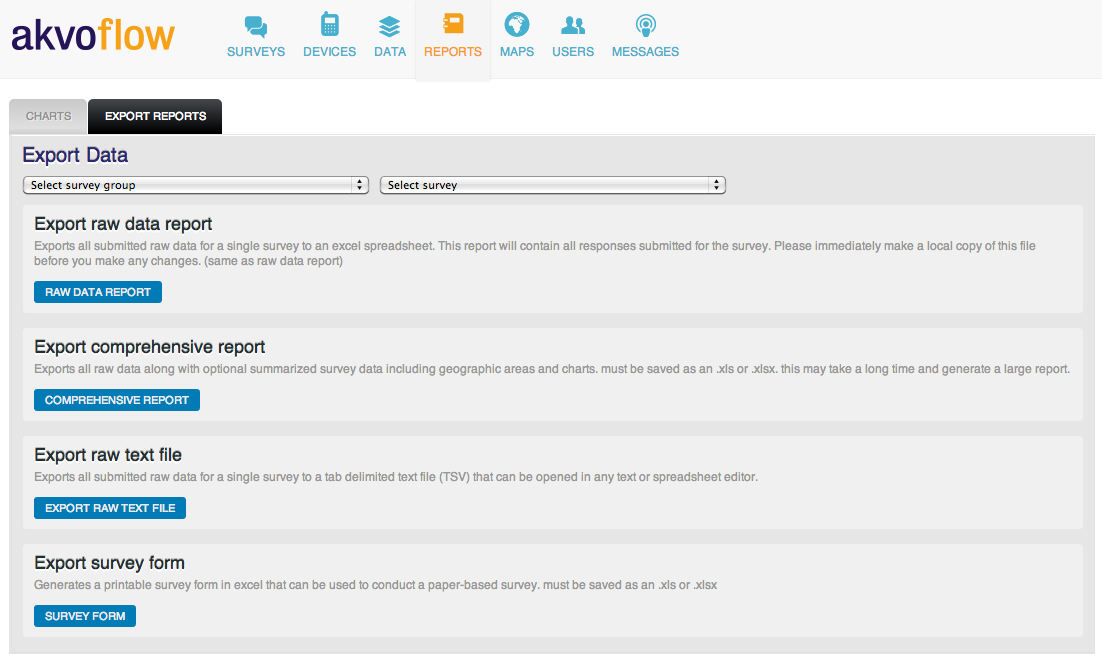 akvoflow
SURVEYS DEVICES DATA REPORTS MAPS USERS MESSAGES
CHARTS EXPORT REPORTS
Export Data
Select survey group Select survey
Export raw data report
Exports all submitted raw data for a single survey to an excel spreadsheet. This report will contain all responses submitted for the survey. Please immediately make a local copy of this file
before you make any changes. (same as raw data report)
RAW DATA REPORT
Export comprehensive report
Exports all raw data along with optional summarized survey data including geographic areas and charts. must be saved as an .xls or .xlsx. this may take a long time and generate a large report.
COMPREHENSIVE REPORT
Export raw text file
Exports all submitted raw data for a single survey to a tab delimited text file (TSV) that can be opened in any text or spreadsheet editor.
EXPORT RAW TEXT FILE
Export survey form
Generates a printable survey form in excel that can be used to conduct a paper-based survey. must be saved as an .xls or .xlsx
SURVEY FORM